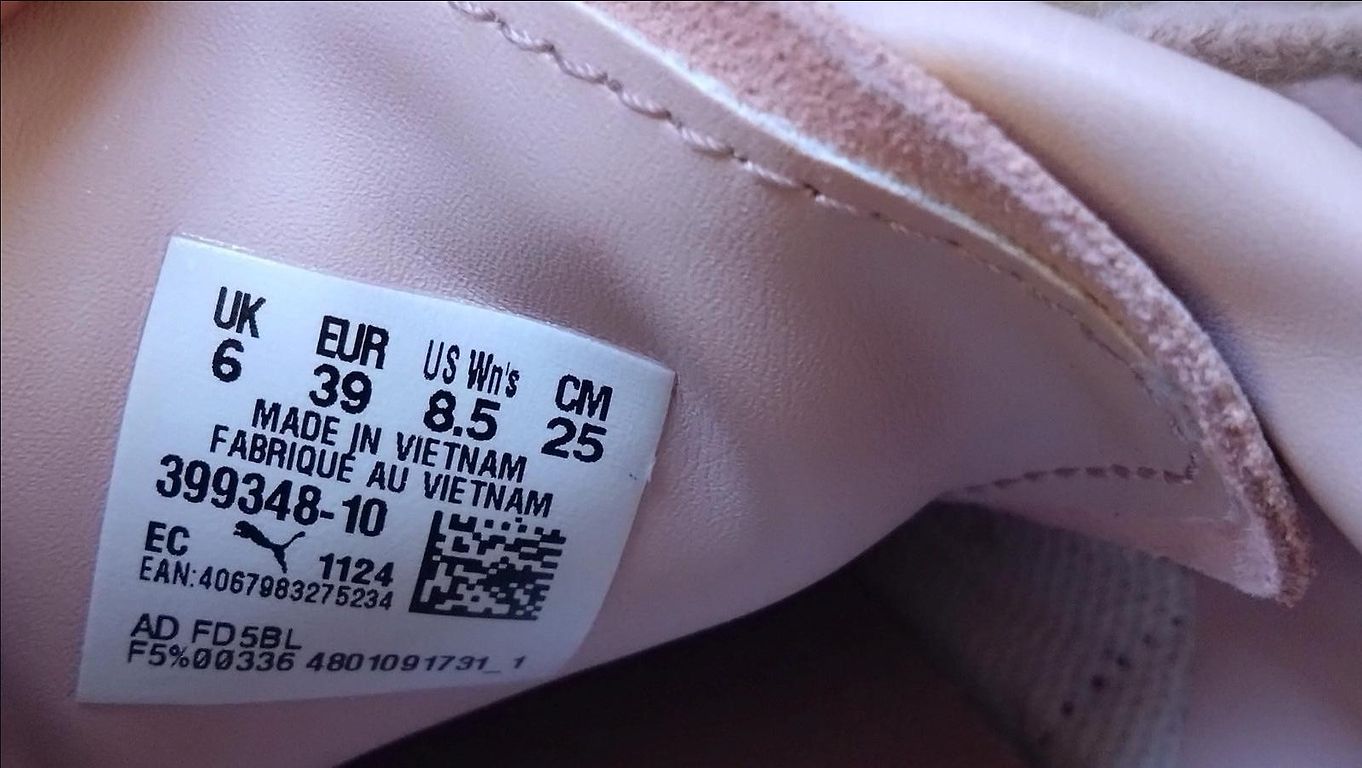 UK EUR US Wn's CM
6 39 8.5 25
MADE IN VIETNAM
FABRIQUE AU VIETNAM
399348-10
EC 1124
EAN:4067983275234
AD FD5BL
F5%00336 4801091731_1